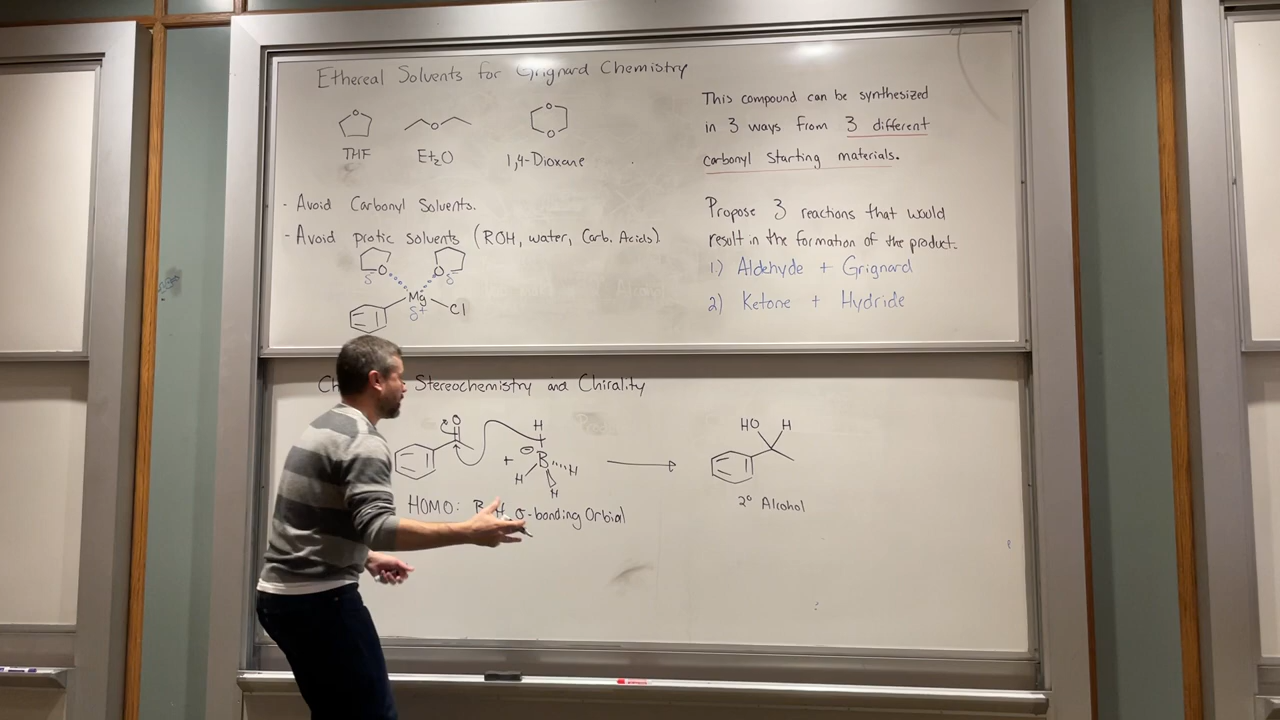 Ethereal Solvents for Grignard Chemistry
THF
Et₂O
1,4-Dioxane
- Avoid Carbonyl Solvents.
- Avoid protic solvents (ROH, water, Carb. Acids)
O
O
O
O
O
O
δ⁻
δ⁻
Mg
δ⁺
Cl
This compound can be synthesized
in 3 ways from 3 different
carbonyl starting materials.
Propose 3 reactions that would
result in the formation of the product.
1.) Aldehyde + Grignard
2) Ketone + Hydride
Stereochemistry and Chirality
O
+
H
⊖
B
H
H
H
HO
H
2° Alcohol
HOMO: B-H σ-bonding Orbial